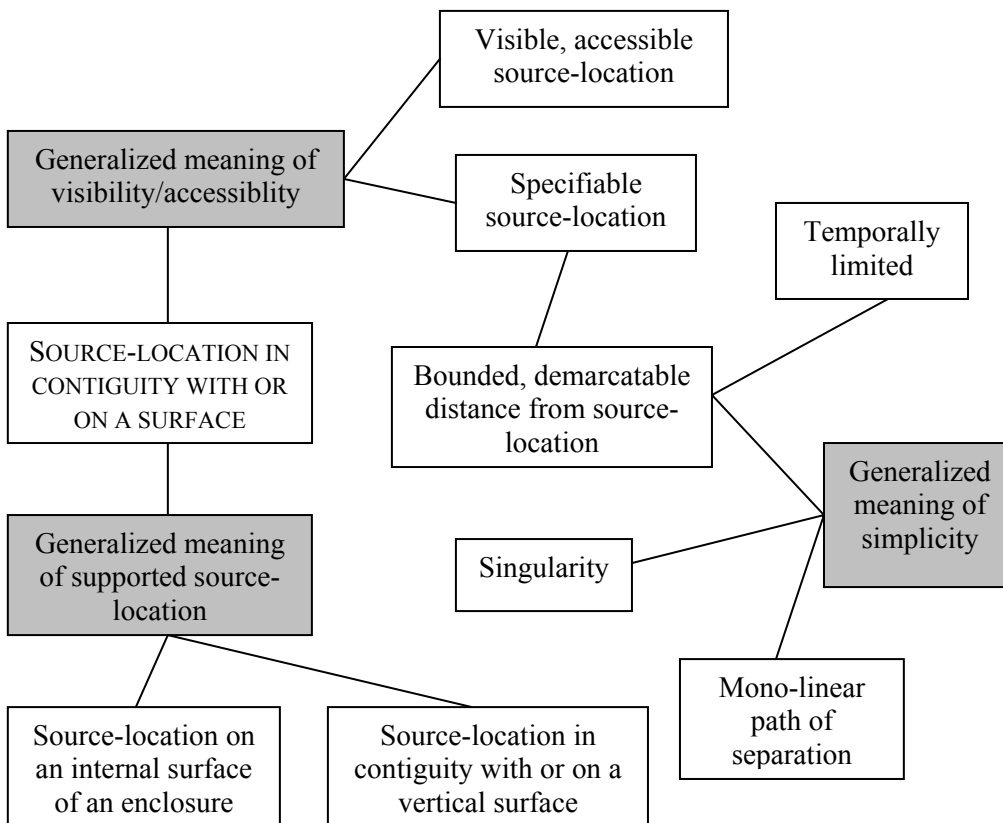 Visible, accessible
source-location
Generalized meaning of
visibility/accessiblity
Specifiable
source-location
Temporally
limited
SOURCE-LOCATION IN
CONTIGUITY WITH OR
ON A SURFACE
Bounded, demarcatable
distance from source-
location
Generalized
meaning of
simplicity
Generalized meaning
of supported source-
location
Singularity
Mono-linear
path of
separation
Source-location on
an internal surface
of an enclosure
Source-location in
contiguity with or on a
vertical surface